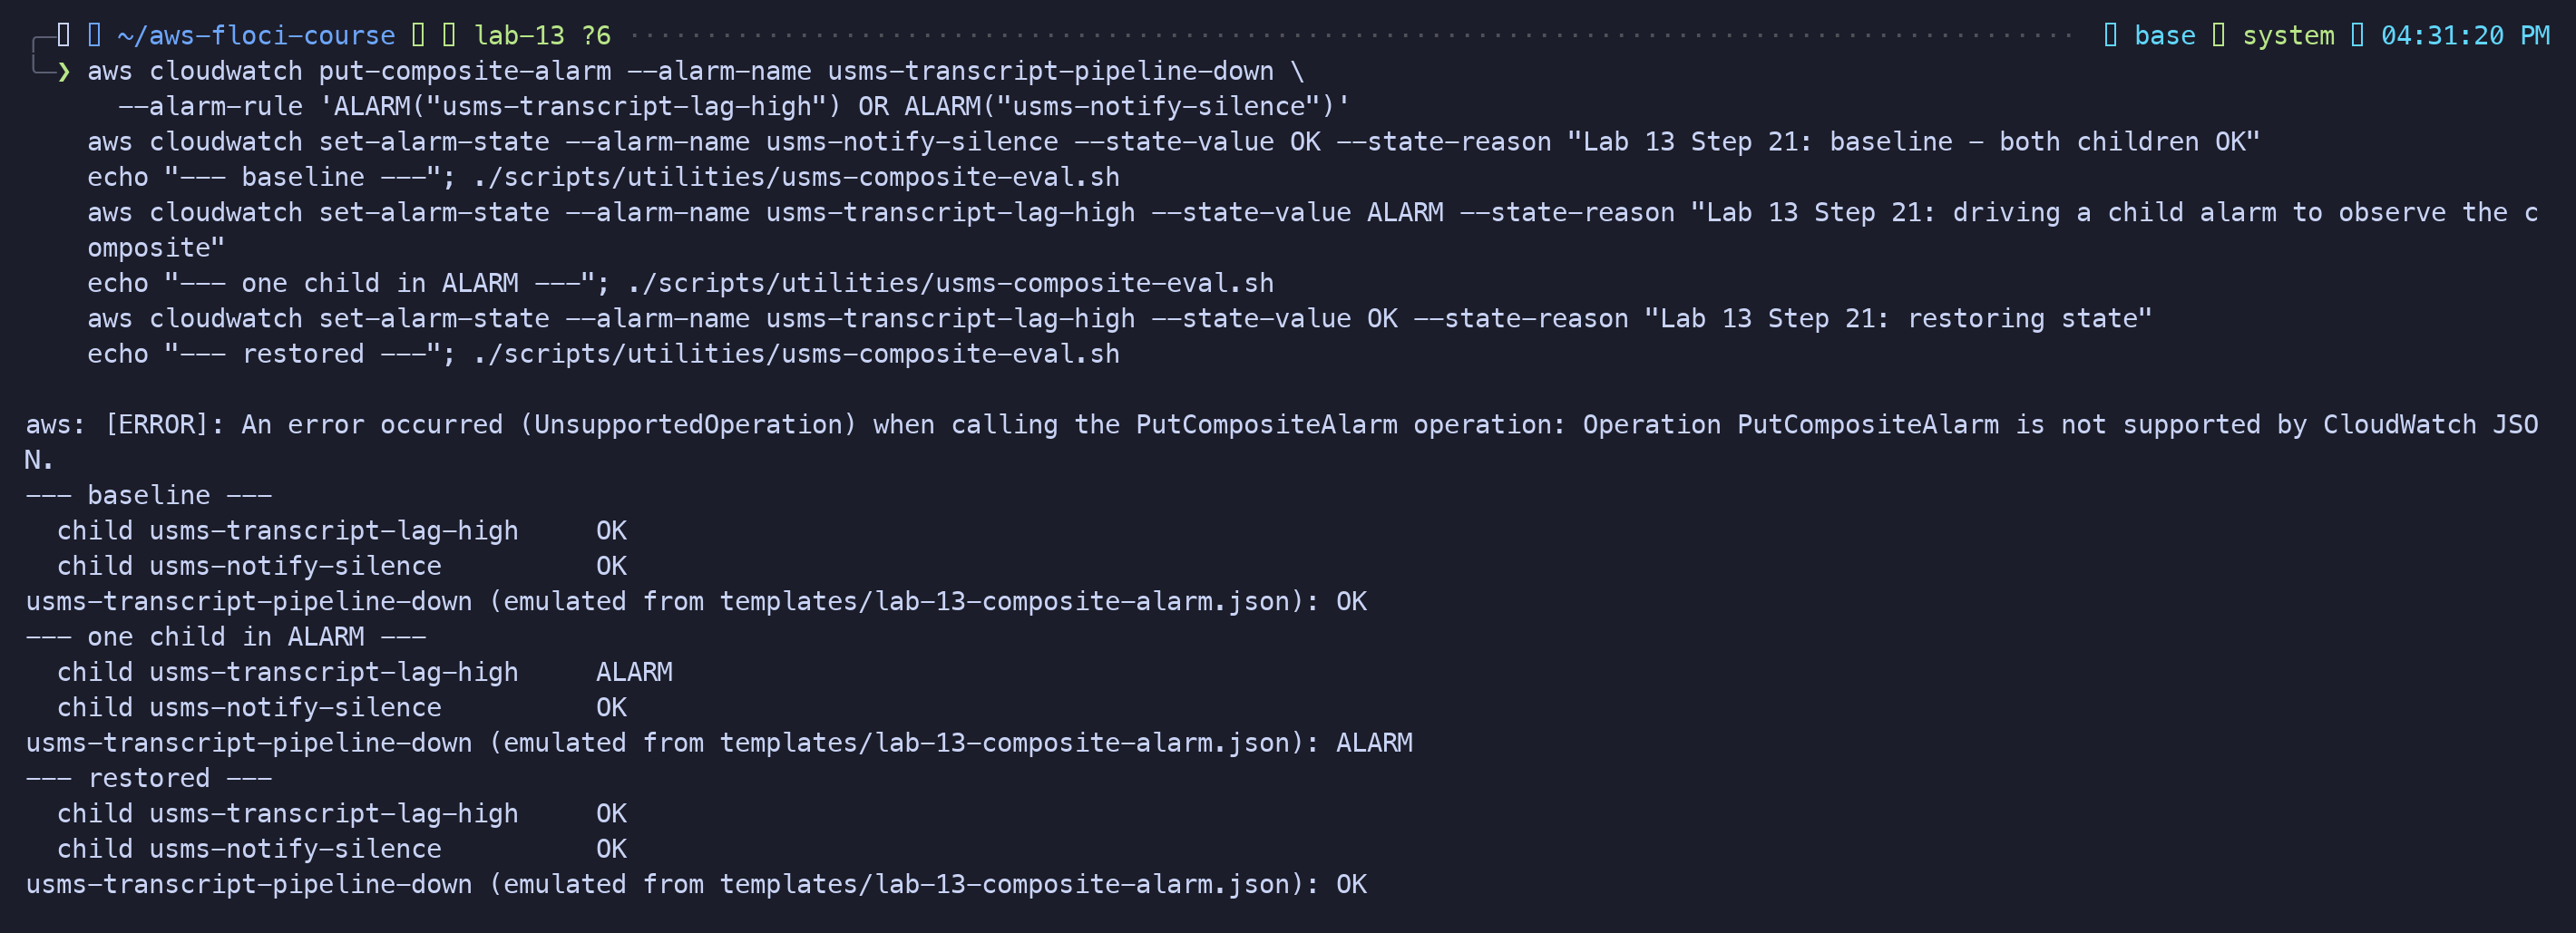 ~/aws-floci-course lab-13 ?6 base system 04:31:20 PM
❯ aws cloudwatch put-composite-alarm --alarm-name usms-transcript-pipeline-down \
--alarm-rule 'ALARM("usms-transcript-lag-high") OR ALARM("usms-notify-silence")'
aws cloudwatch set-alarm-state --alarm-name usms-notify-silence --state-value OK --state-reason "Lab 13 Step 21: baseline - both children OK"
echo "--- baseline ---"; ./scripts/utilities/usms-composite-eval.sh
aws cloudwatch set-alarm-state --alarm-name usms-transcript-lag-high --state-value ALARM --state-reason "Lab 13 Step 21: driving a child alarm to observe the c
omposite"
echo "--- one child in ALARM ---"; ./scripts/utilities/usms-composite-eval.sh
aws cloudwatch set-alarm-state --alarm-name usms-transcript-lag-high --state-value OK --state-reason "Lab 13 Step 21: restoring state"
echo "--- restored ---"; ./scripts/utilities/usms-composite-eval.sh
aws: [ERROR]: An error occurred (UnsupportedOperation) when calling the PutCompositeAlarm operation: Operation PutCompositeAlarm is not supported by CloudWatch JSO
N.
--- baseline ---
child usms-transcript-lag-high OK
child usms-notify-silence OK
usms-transcript-pipeline-down (emulated from templates/lab-13-composite-alarm.json): OK
--- one child in ALARM ---
child usms-transcript-lag-high ALARM
child usms-notify-silence OK
usms-transcript-pipeline-down (emulated from templates/lab-13-composite-alarm.json): ALARM
--- restored ---
child usms-transcript-lag-high OK
child usms-notify-silence OK
usms-transcript-pipeline-down (emulated from templates/lab-13-composite-alarm.json): OK